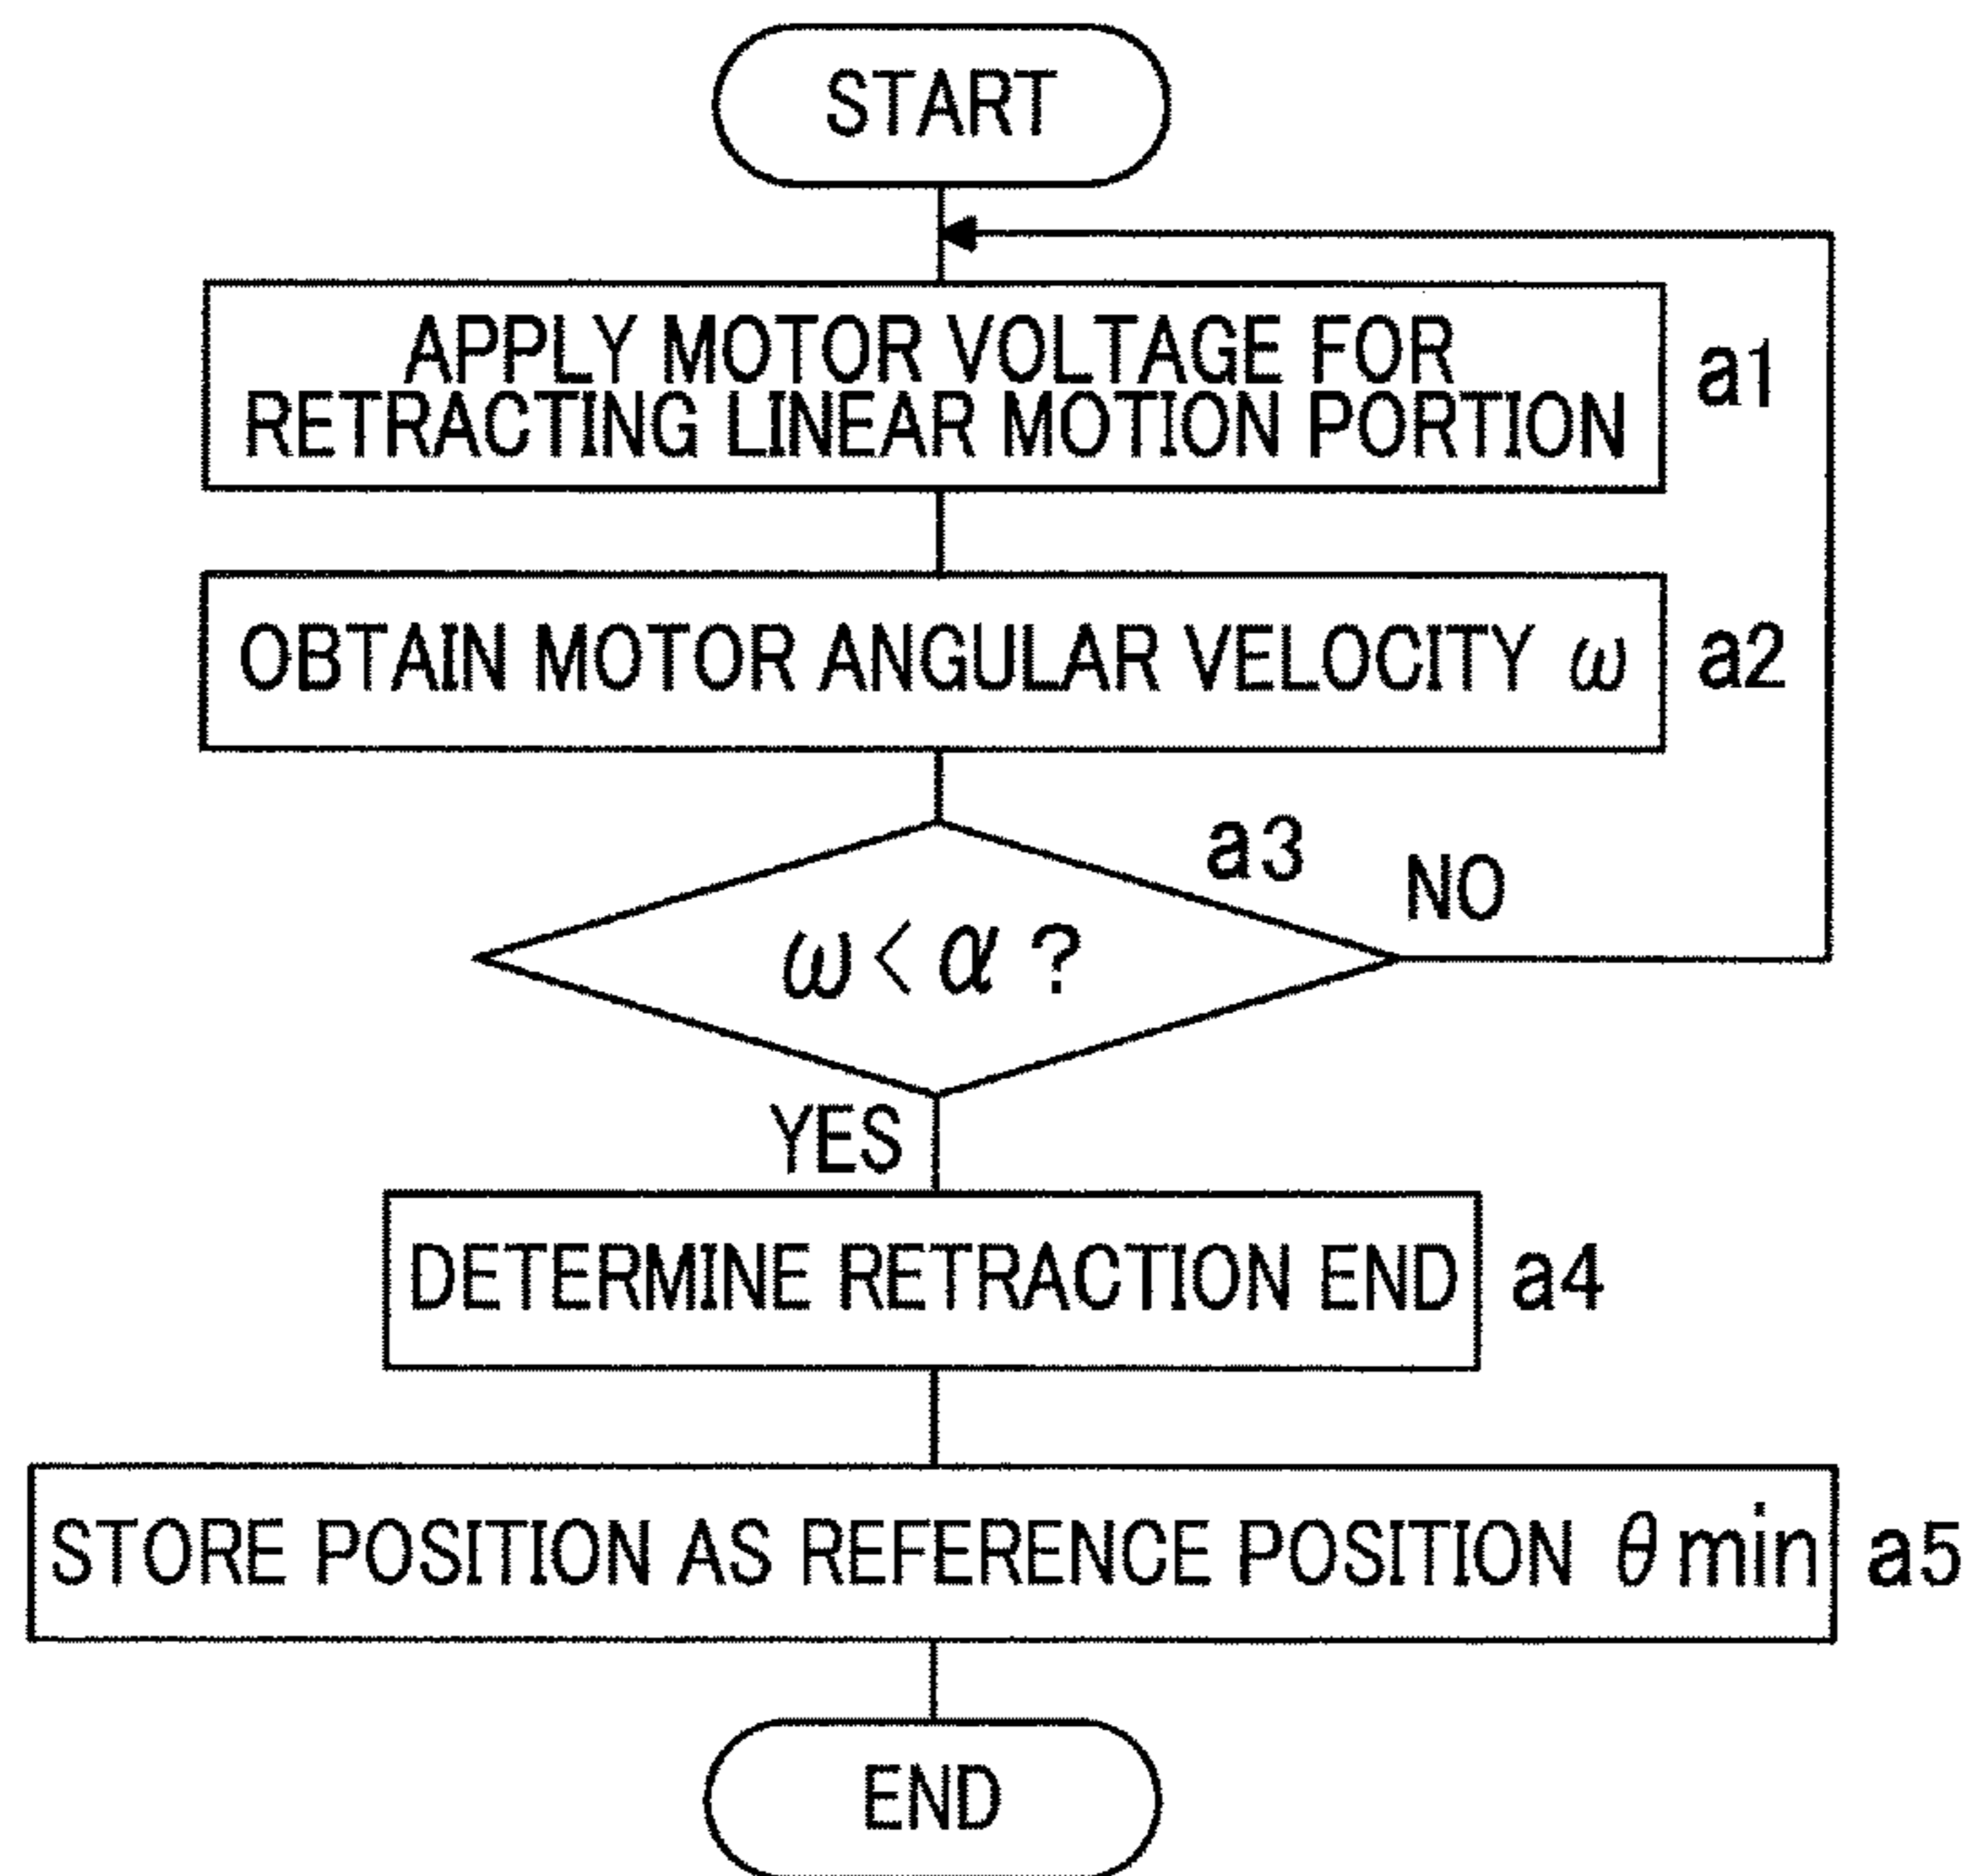 START
APPLY MOTOR VOLTAGE FOR
RETRACTING LINEAR MOTION PORTION
a1
OBTAIN MOTOR ANGULAR VELOCITY ω
a2
a3
NO
ω < α ?
YES
DETERMINE RETRACTION END
a4
STORE POSITION AS REFERENCE POSITION θ min
a5
END